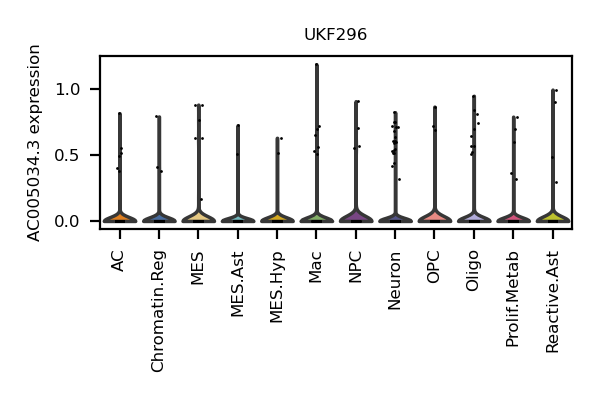 UKF296
AC005034.3 expression
1.0
0.5
0.0
AC
Chromatin.Reg
MES
MES.Ast
MES.Hyp
Mac
NPC
Neuron
OPC
Oligo
Prolif.Metab
Reactive.Ast